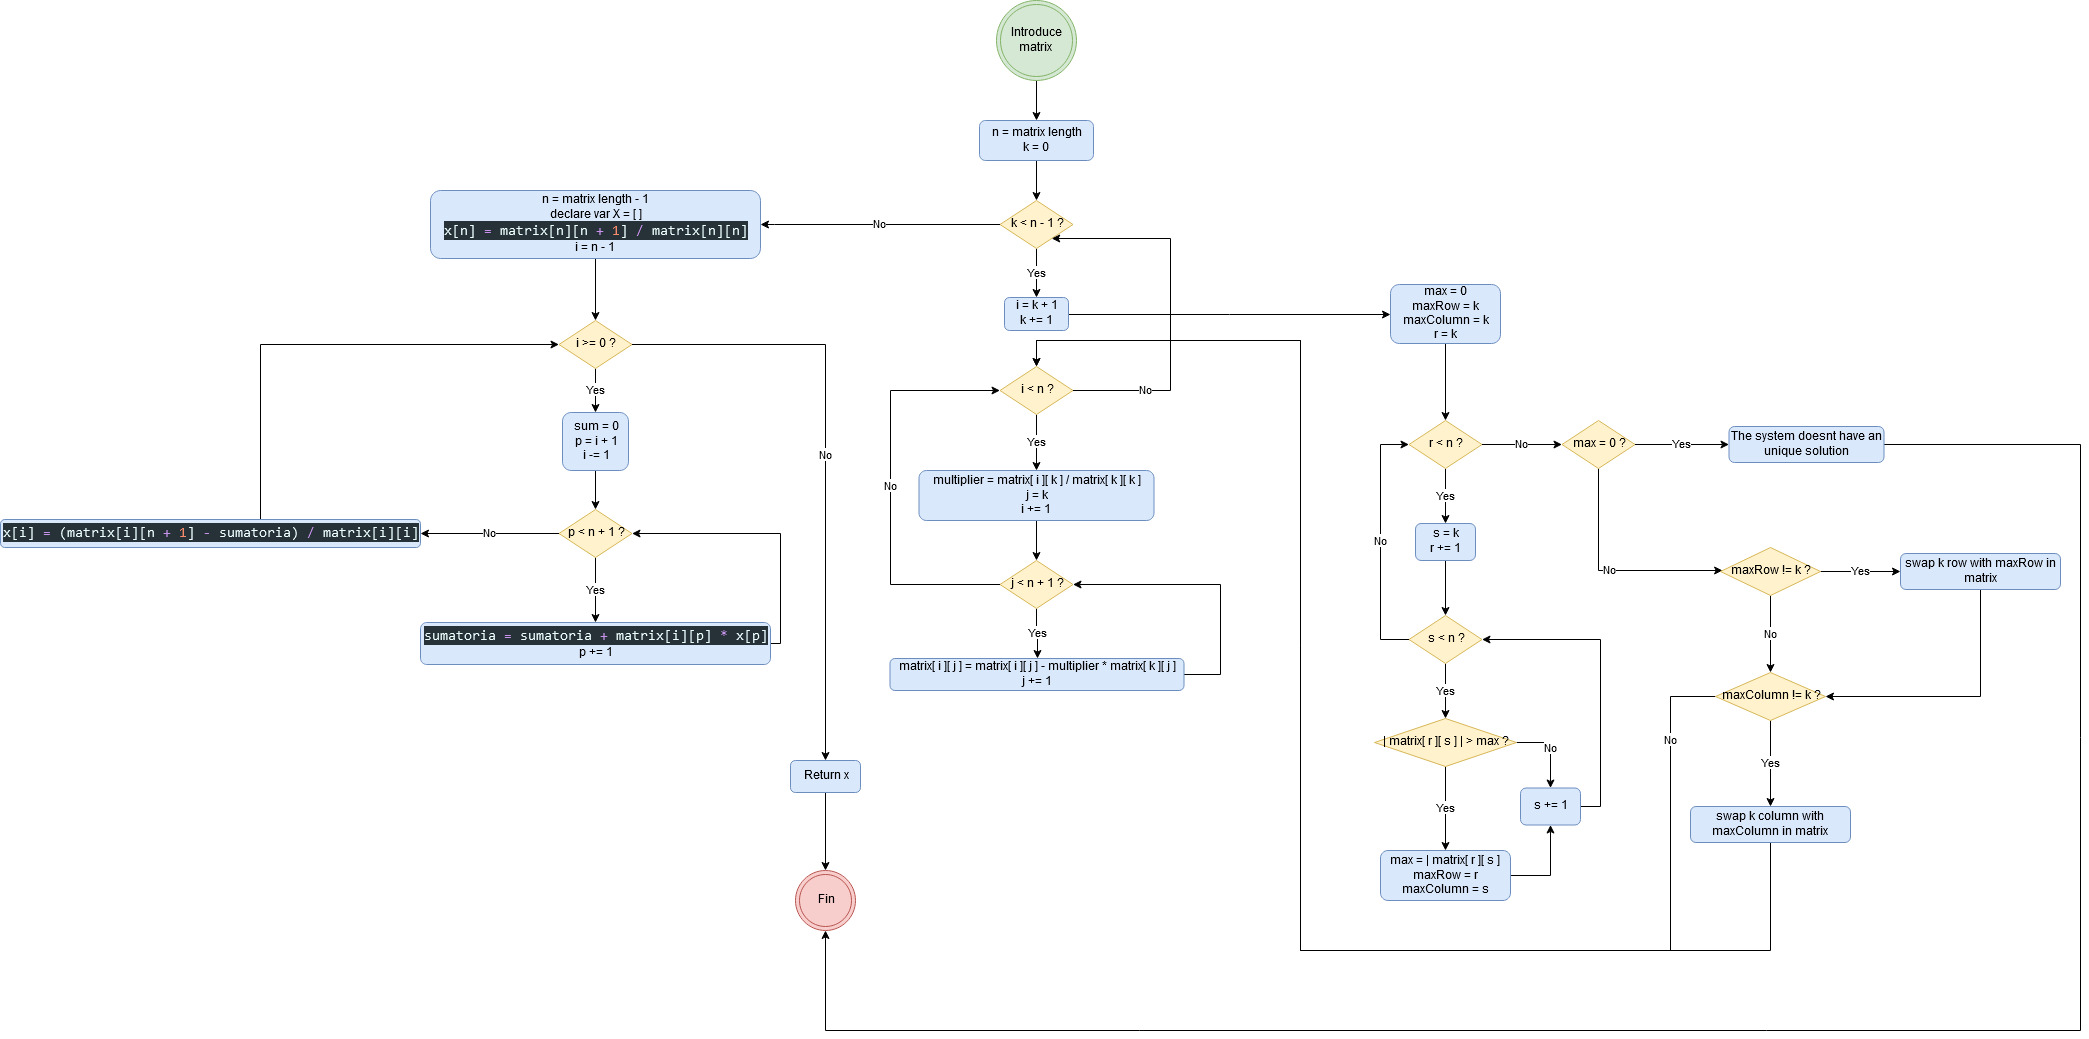 Introduce
matrix
n = matrix length
k = 0
k < n - 1 ?
No
Yes
n = matrix length - 1
declare var X = [ ]
x[n] = matrix[n][n + 1] / matrix[n][n]
i = n - 1
i = k + 1
k += 1
max = 0
maxRow = k
maxColumn = k
r = k
i >= 0 ?
Yes
No
sum = 0
p = i + 1
i -= 1
p < n + 1 ?
No
Yes
x[i] = (matrix[i][n + 1] - sumatoria) / matrix[i][i]
sumatoria = sumatoria + matrix[i][p] * x[p]
p += 1
Return x
Fin
i < n ?
No
Yes
multiplier = matrix[ i ][ k ] / matrix[ k ][ k ]
j = k
i += 1
j < n + 1 ?
No
Yes
matrix[ i ][ j ] = matrix[ i ][ j ] - multiplier * matrix[ k ][ j ]
j += 1
r < n ?
No
Yes
s = k
r += 1
s < n ?
No
Yes
| matrix[ r ][ s ] | > max ?
No
Yes
s += 1
max = | matrix[ r ][ s ]
maxRow = r
maxColumn = s
max = 0 ?
Yes
No
The system doesnt have an
unique solution
maxRow != k ?
Yes
No
swap k row with maxRow in
matrix
maxColumn != k ?
No
Yes
swap k column with
maxColumn in matrix